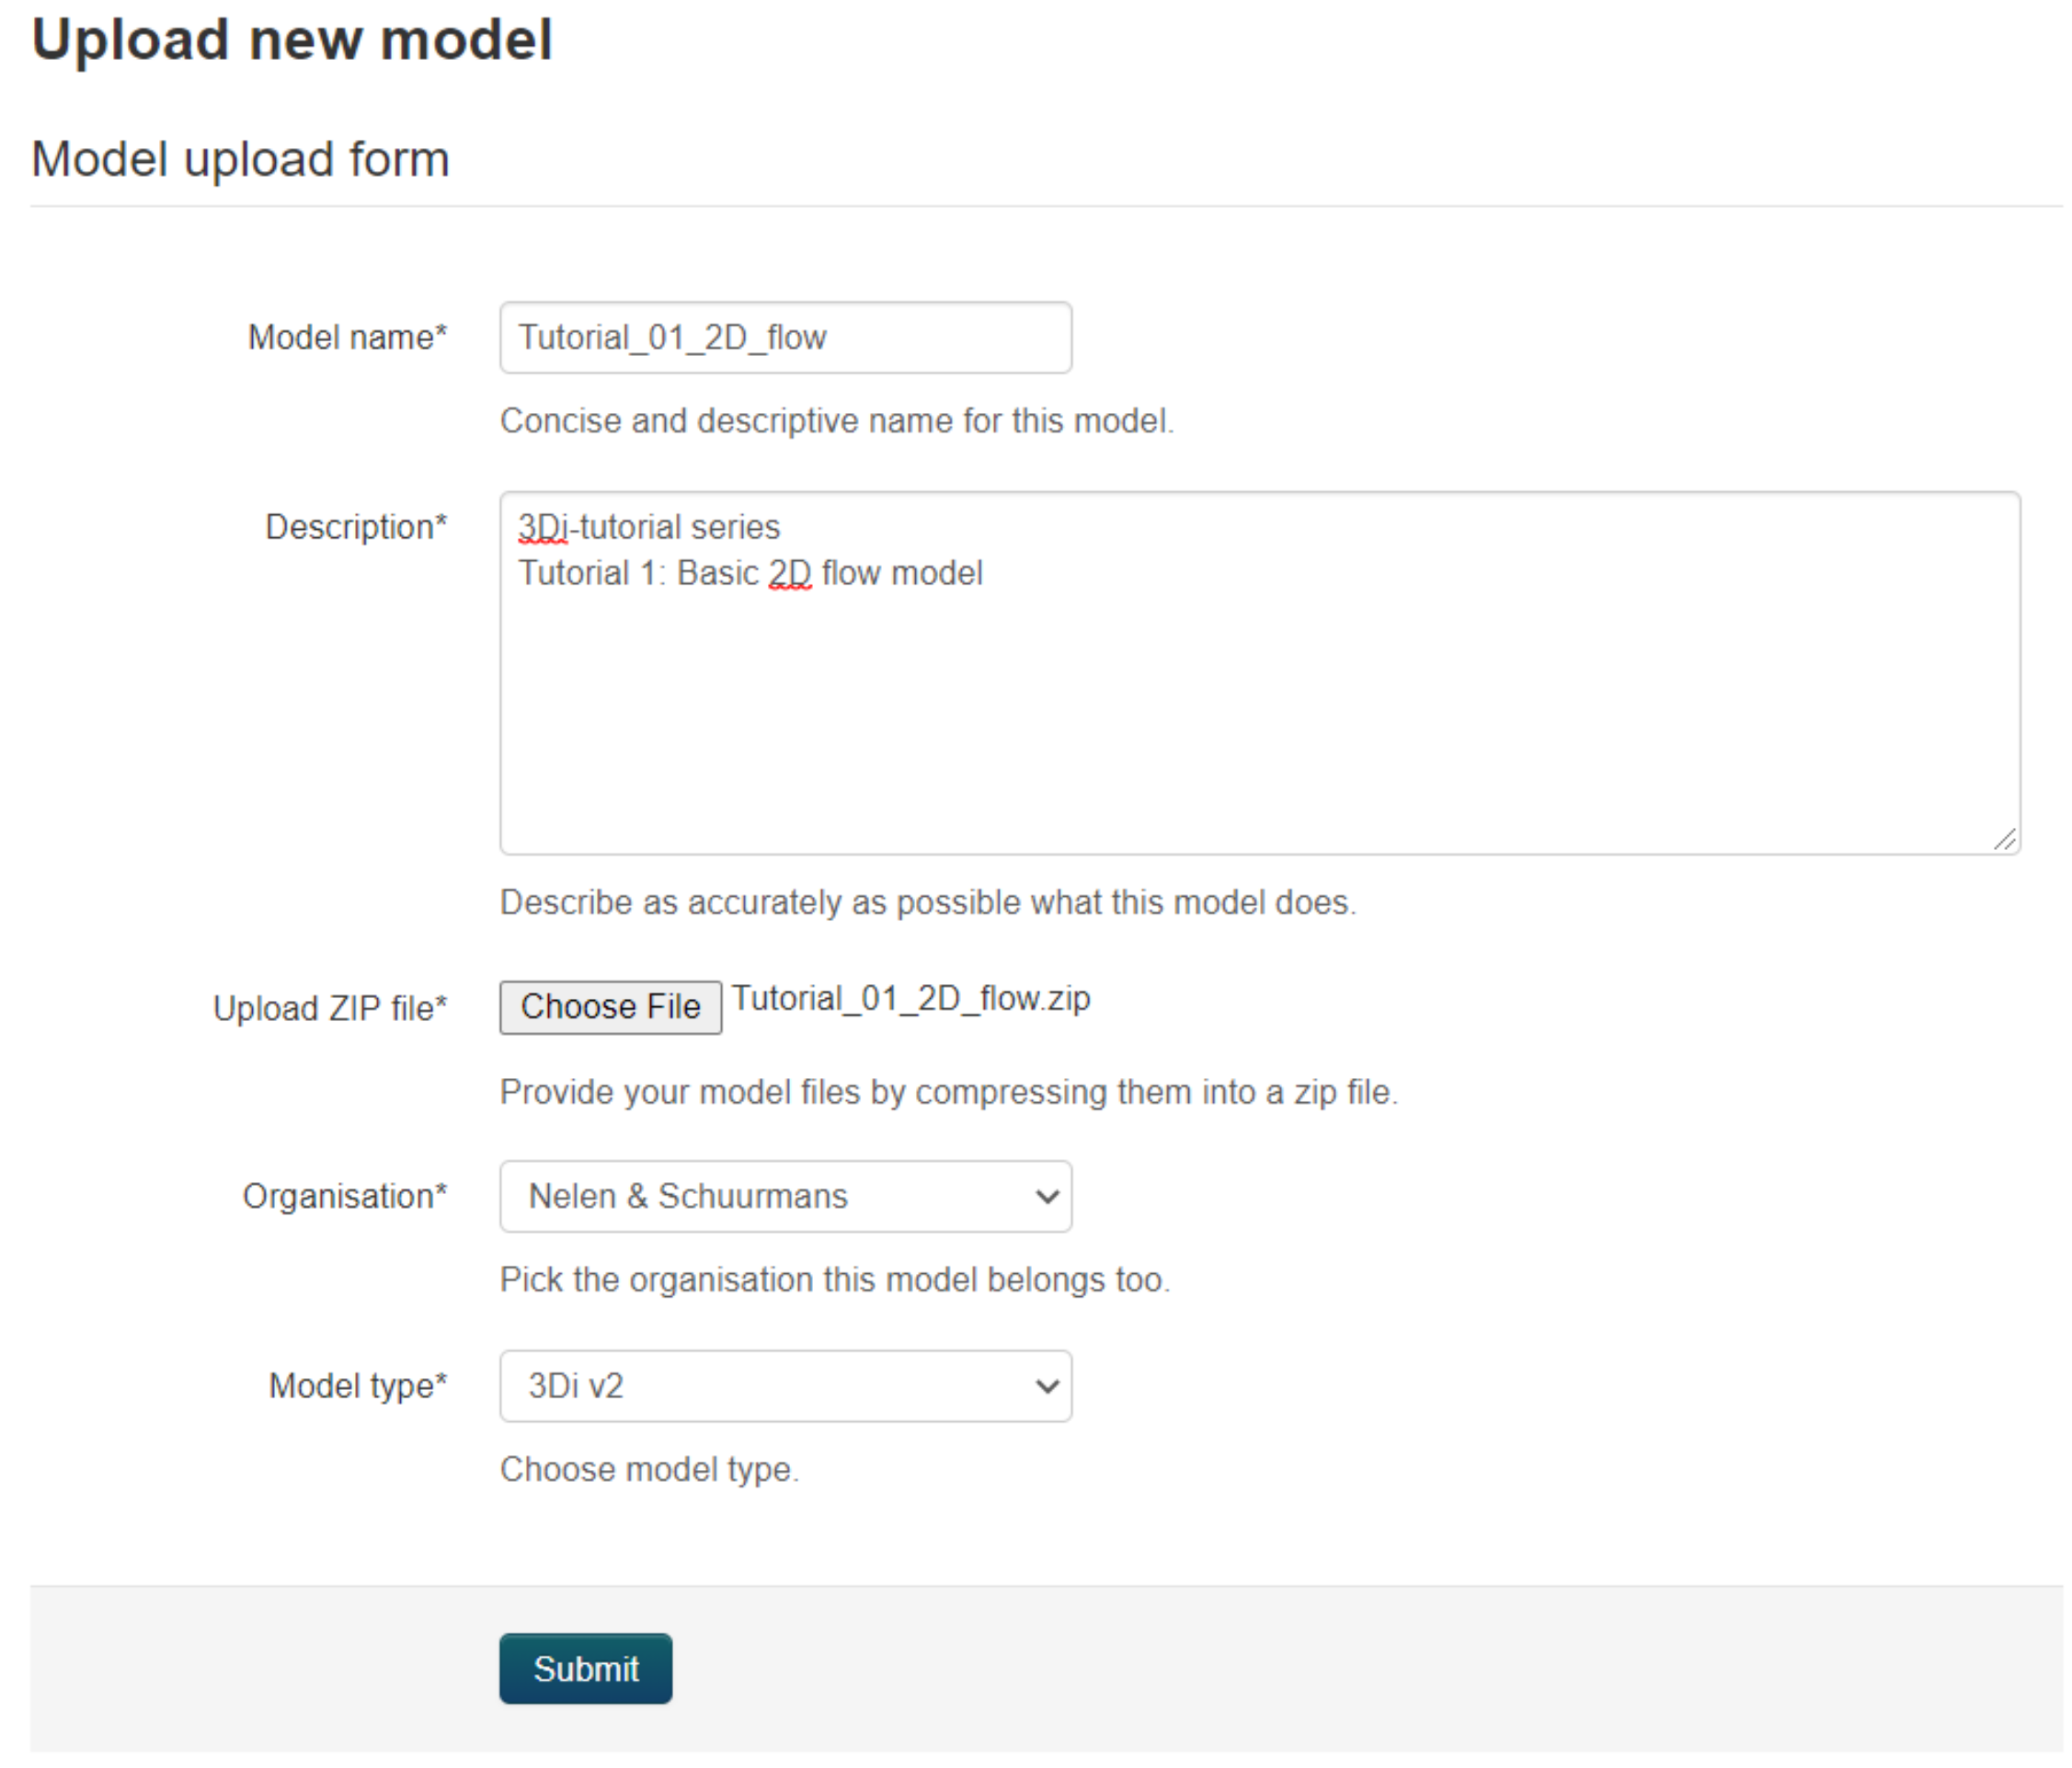 Upload new model
Model upload form
Model name*
Tutorial_01_2D_flow
Concise and descriptive name for this model.
Description*
3Di-tutorial series
Tutorial 1: Basic 2D flow model
Describe as accurately as possible what this model does.
Upload ZIP file*
Choose File Tutorial_01_2D_flow.zip
Provide your model files by compressing them into a zip file.
Organisation*
Nelen & Schuurmans
Pick the organisation this model belongs too.
Model type*
3Di v2
Choose model type.
Submit